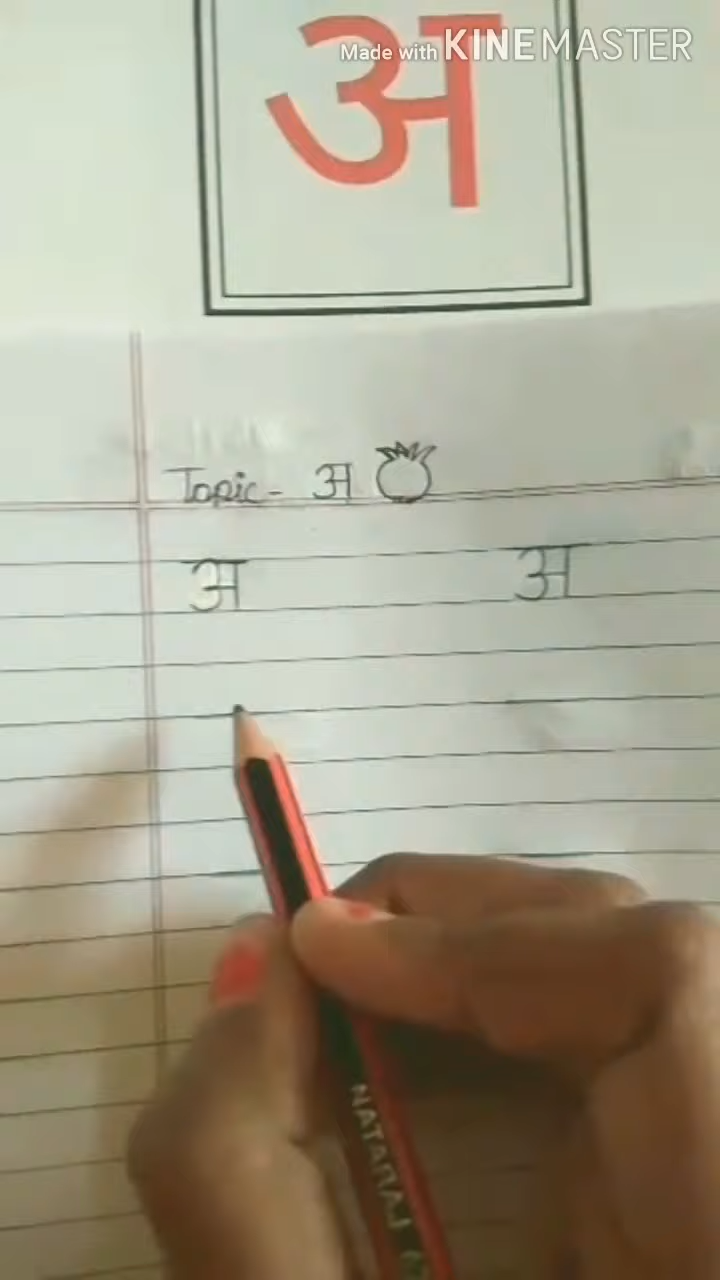 Made with KINEMASTER
अ
Topic- अ
अ अ
NATARAJ